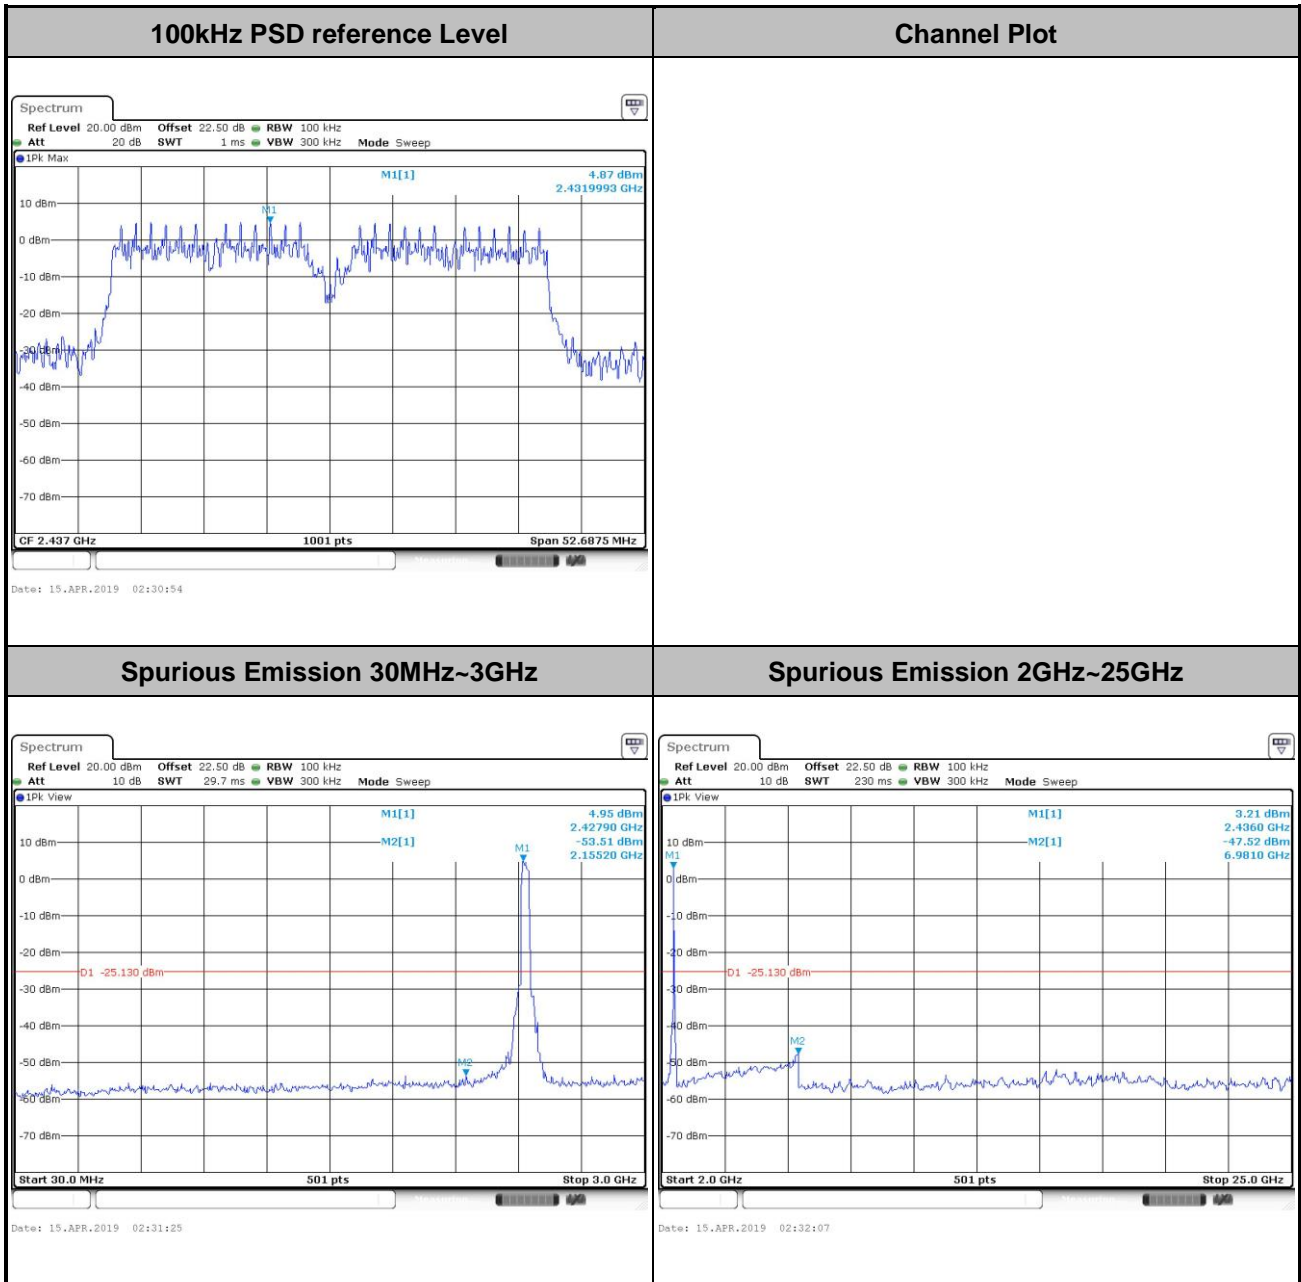 100kHz PSD reference Level
Channel Plot
Spectrum
Ref Level 20.00 dBm Offset 22.50 dB RBW 100 kHz
Att 20 dB SWT 1 ms VBW 300 kHz Mode Sweep
1Pk Max
M1[1] 4.87 dBm
2.4319993 GHz
10 dBm
M1
0 dBm
-10 dBm
-20 dBm
-30 dBm
-40 dBm
-50 dBm
-60 dBm
-70 dBm
CF 2.437 GHz 1001 pts Span 52.6875 MHz
Date: 15.APR.2019 02:30:54
Spurious Emission 30MHz~3GHz
Spurious Emission 2GHz~25GHz
Spectrum
Ref Level 20.00 dBm Offset 22.50 dB RBW 100 kHz
Att 10 dB SWT 29.7 ms VBW 300 kHz Mode Sweep
1Pk View
M1[1] 4.95 dBm
2.42790 GHz
10 dBm
M2[1] -53.51 dBm
M1
2.15520 GHz
0 dBm
-10 dBm
-20 dBm
D1 -25.130 dBm
-30 dBm
-40 dBm
-50 dBm
M2
-60 dBm
-70 dBm
Start 30.0 MHz 501 pts Stop 3.0 GHz
Date: 15.APR.2019 02:31:25
Spectrum
Ref Level 20.00 dBm Offset 22.50 dB RBW 100 kHz
Att 10 dB SWT 230 ms VBW 300 kHz Mode Sweep
1Pk View
M1[1] 3.21 dBm
2.4360 GHz
10 dBm
M2[1] -47.52 dBm
M1
6.9810 GHz
0 dBm
-10 dBm
-20 dBm
D1 -25.130 dBm
-30 dBm
-40 dBm
M2
-50 dBm
-60 dBm
-70 dBm
Start 2.0 GHz 501 pts Stop 25.0 GHz
Date: 15.APR.2019 02:32:07